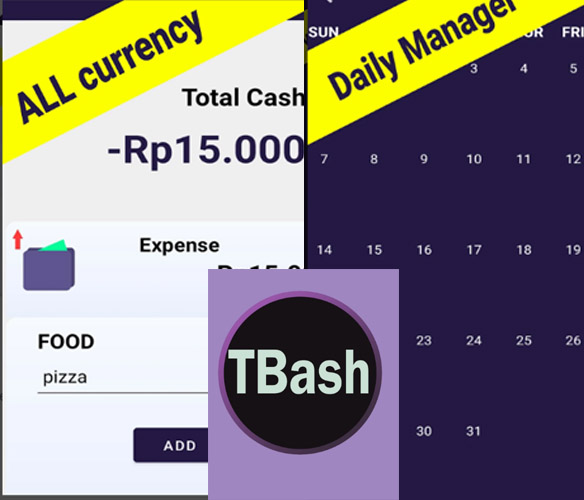 ALL currency
Total Cash
-Rp15.000
Expense
FOOD
pizza
ADD
Daily Manager
SUN FRI
3 4 5
7 8 9 10 11 12
14 15 16 17 18 19
23 24 25 26
30 31
TBash